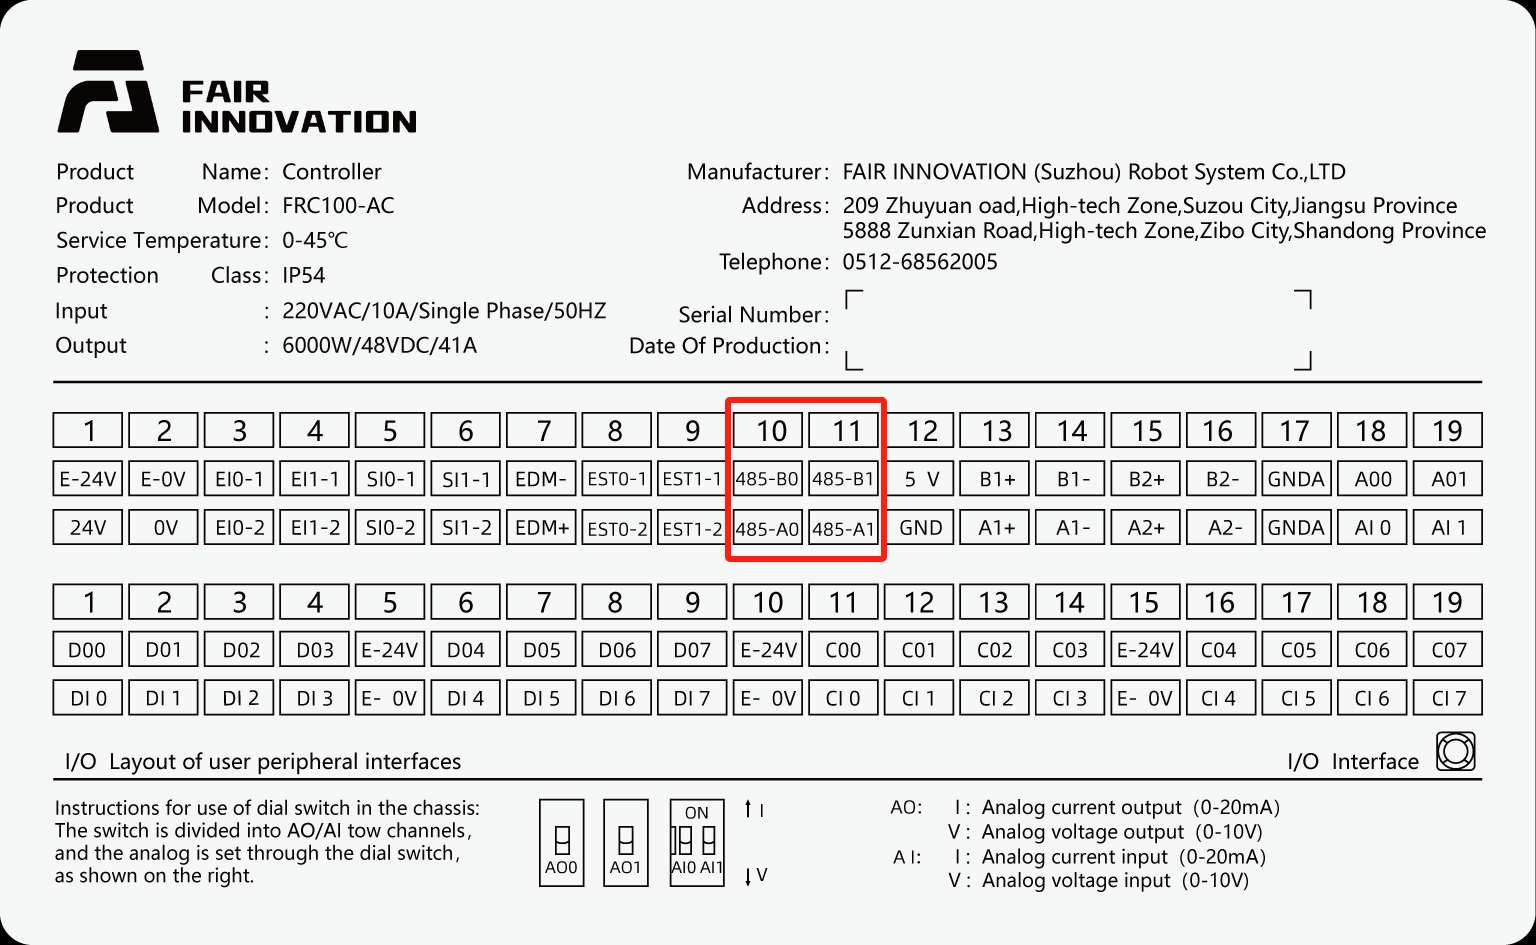 FAIR
INNOVATION
Product Name: Controller
Product Model: FRC100-AC
Service Temperature: 0-45℃
Protection Class: IP54
Input : 220VAC/10A/Single Phase/50HZ
Output : 6000W/48VDC/41A
Manufacturer: FAIR INNOVATION (Suzhou) Robot System Co.,LTD
Address: 209 Zhuyuan oad,High-tech Zone,Suzou City,Jiangsu Province
5888 Zunxian Road,High-tech Zone,Zibo City,Shandong Province
Telephone: 0512-68562005
Serial Number:
Date Of Production:
1 2 3 4 5 6 7 8 9 10 11 12 13 14 15 16 17 18 19
E-24V E-0V EI0-1 EI1-1 SI0-1 SI1-1 EDM- EST0-1 EST1-1 485-B0 485-B1 5 V B1+ B1- B2+ B2- GNDA A00 A01
24V 0V EI0-2 EI1-2 SI0-2 SI1-2 EDM+ EST0-2 EST1-2 485-A0 485-A1 GND A1+ A1- A2+ A2- GNDA AI 0 AI 1
1 2 3 4 5 6 7 8 9 10 11 12 13 14 15 16 17 18 19
D00 D01 D02 D03 E-24V D04 D05 D06 D07 E-24V C00 C01 C02 C03 E-24V C04 C05 C06 C07
DI 0 DI 1 DI 2 DI 3 E- 0V DI 4 DI 5 DI 6 DI 7 E- 0V CI 0 CI 1 CI 2 CI 3 E- 0V CI 4 CI 5 CI 6 CI 7
I/O Layout of user peripheral interfaces
I/O Interface
Instructions for use of dial switch in the chassis:
The switch is divided into AO/AI tow channels,
and the analog is set through the dial switch,
as shown on the right.
AO0
AO1
ON
AI0 AI1
↑ I
↓ V
AO: I : Analog current output (0-20mA)
V : Analog voltage output (0-10V)
A I: I : Analog current input (0-20mA)
V : Analog voltage input (0-10V)